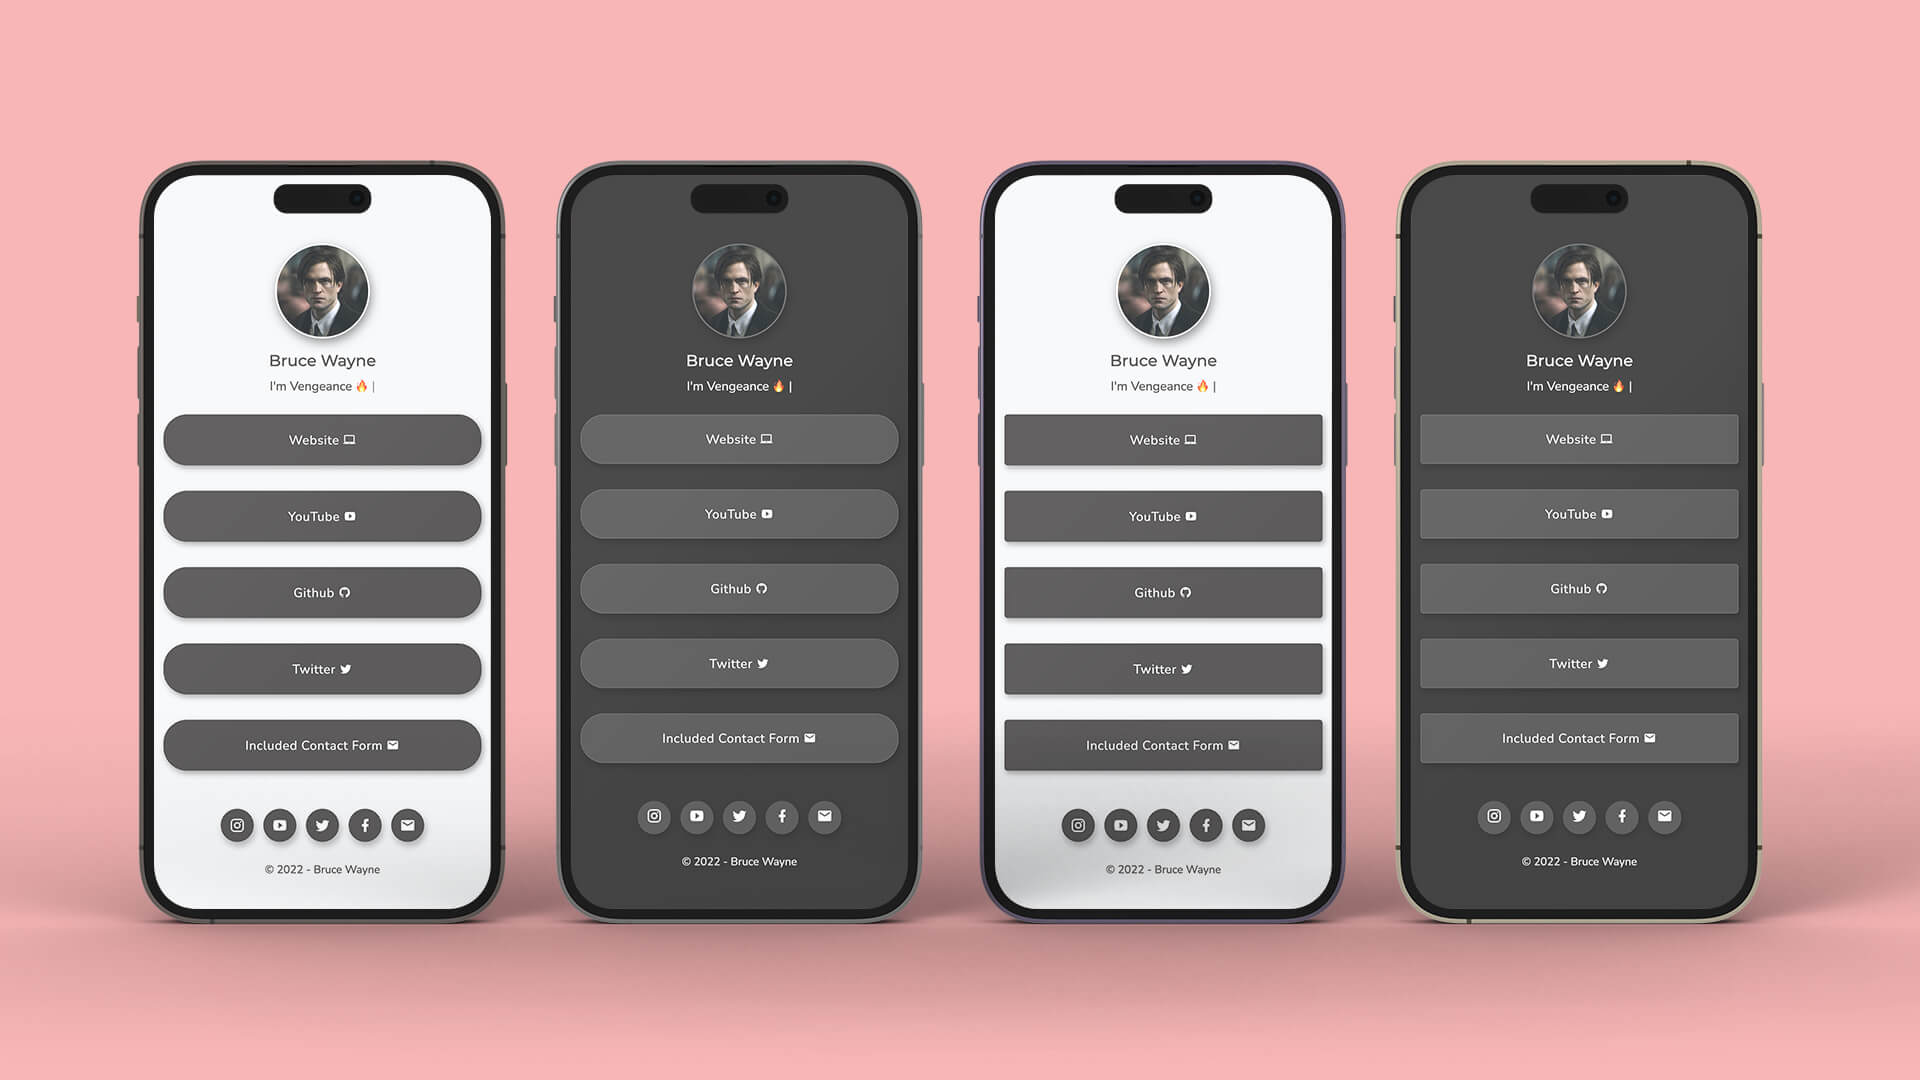 Bruce Wayne
I'm Vengeance 🔥 |
Website
YouTube
Github
Twitter
Included Contact Form
© 2022 - Bruce Wayne
Bruce Wayne
I'm Vengeance 🔥 |
Website
YouTube
Github
Twitter
Included Contact Form
© 2022 - Bruce Wayne
Bruce Wayne
I'm Vengeance 🔥 |
Website
YouTube
Github
Twitter
Included Contact Form
© 2022 - Bruce Wayne
Bruce Wayne
I'm Vengeance 🔥 |
Website
YouTube
Github
Twitter
Included Contact Form
© 2022 - Bruce Wayne